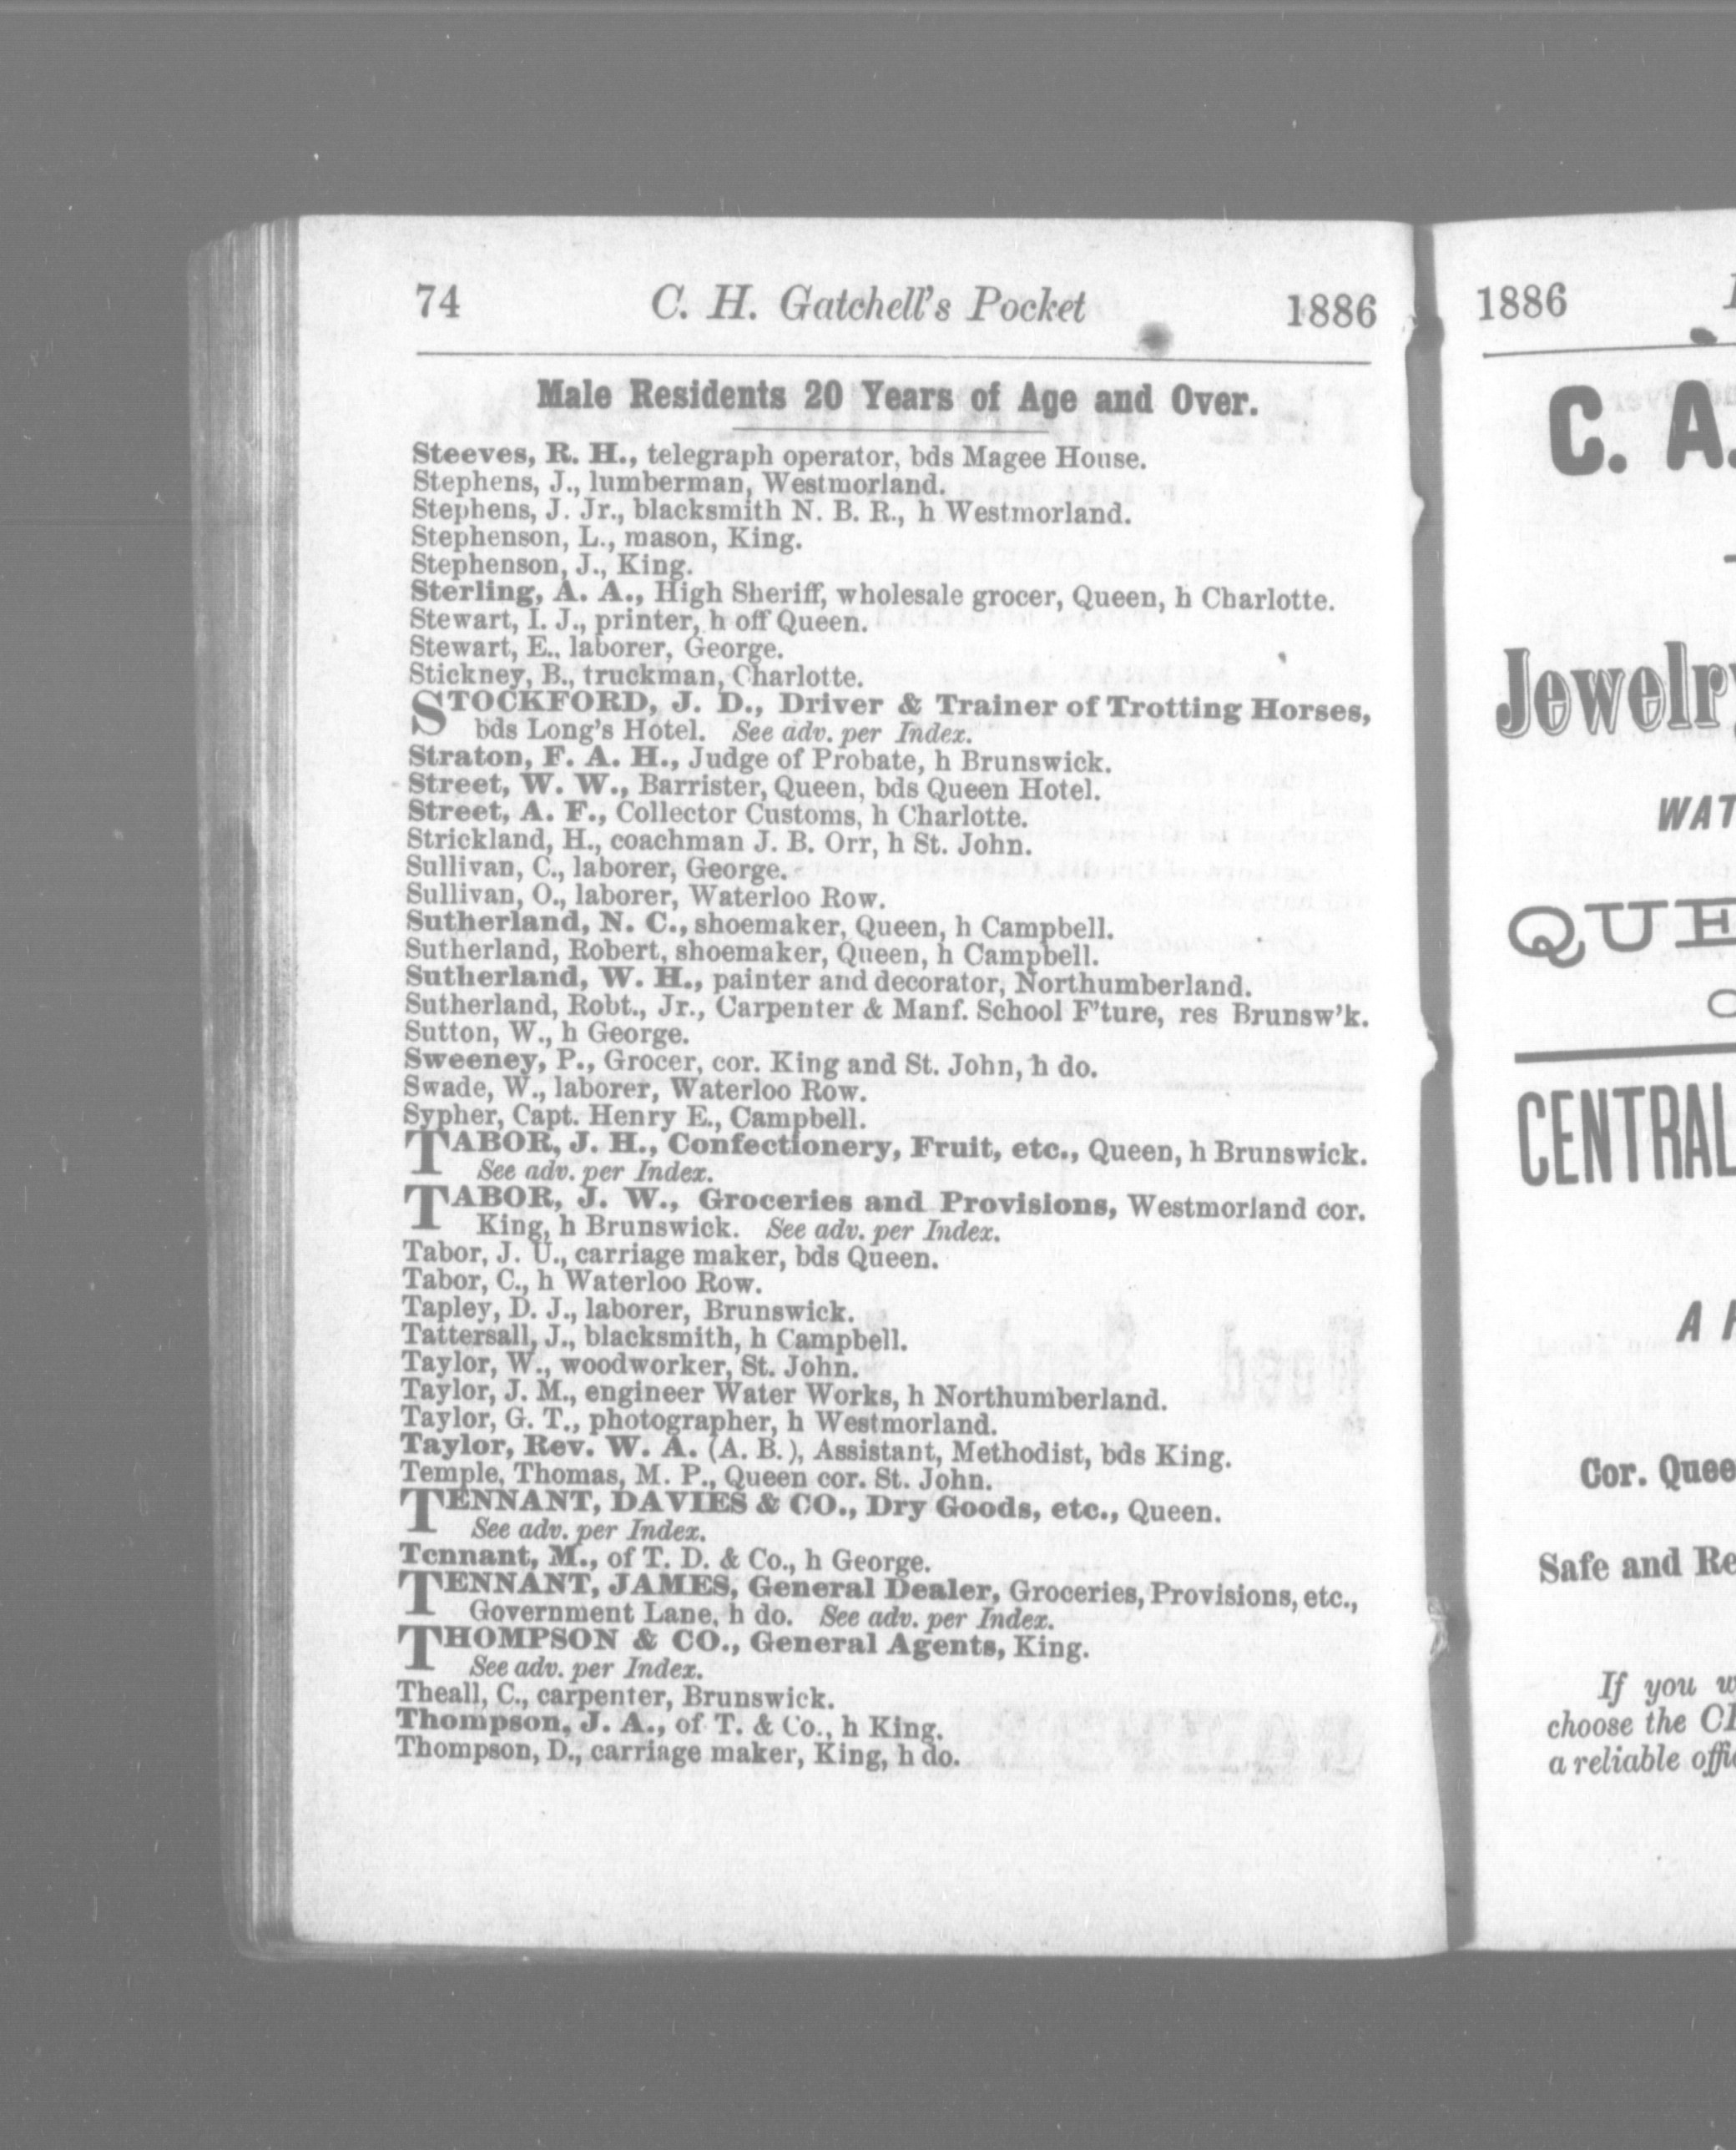 74 C. H. Gatchell's Pocket 1886
Male Residents 20 Years of Age and Over.
Steeves, R. H., telegraph operator, bds Magee House.
Stephens, J., lumberman, Westmorland.
Stephens, J. Jr., blacksmith N. B. R., h Westmorland.
Stephenson, L., mason, King.
Stephenson, J., King.
Sterling, A. A., High Sheriff, wholesale grocer, Queen, h Charlotte.
Stewart, I. J., printer, h off Queen.
Stewart, E., laborer, George.
Stickney, B., truckman, Charlotte.
STOCKFORD, J. D., Driver & Trainer of Trotting Horses,
bds Long's Hotel. See adv. per Index.
Straton, F. A. H., Judge of Probate, h Brunswick.
Street, W. W., Barrister, Queen, bds Queen Hotel.
Street, A. F., Collector Customs, h Charlotte.
Strickland, H., coachman J. B. Orr, h St. John.
Sullivan, C., laborer, George.
Sullivan, O., laborer, Waterloo Row.
Sutherland, N. C., shoemaker, Queen, h Campbell.
Sutherland, Robert, shoemaker, Queen, h Campbell.
Sutherland, W. H., painter and decorator, Northumberland.
Sutherland, Robt., Jr., Carpenter & Manf. School F'ture, res Brunsw'k.
Sutton, W., h George.
Sweeney, P., Grocer, cor. King and St. John, h do.
Swade, W., laborer, Waterloo Row.
Sypher, Capt. Henry E., Campbell.
TABOR, J. H., Confectionery, Fruit, etc., Queen, h Brunswick.
See adv. per Index.
TABOR, J. W., Groceries and Provisions, Westmorland cor.
King, h Brunswick. See adv. per Index.
Tabor, J. U., carriage maker, bds Queen.
Tabor, C., h Waterloo Row.
Tapley, D. J., laborer, Brunswick.
Tattersall, J., blacksmith, h Campbell.
Taylor, W., woodworker, St. John.
Taylor, J. M., engineer Water Works, h Northumberland.
Taylor, G. T., photographer, h Westmorland.
Taylor, Rev. W. A. (A. B.), Assistant, Methodist, bds King.
Temple, Thomas, M. P., Queen cor. St. John.
TENNANT, DAVIES & CO., Dry Goods, etc., Queen.
See adv. per Index.
Tennant, M., of T. D. & Co., h George.
TENNANT, JAMES, General Dealer, Groceries, Provisions, etc.,
Government Lane, h do. See adv. per Index.
THOMPSON & CO., General Agents, King.
See adv. per Index.
Theall, C., carpenter, Brunswick.
Thompson, J. A., of T. & Co., h King.
Thompson, D., carriage maker, King, h do.
1886
C. A.
Jewelry
WAT
QUE
CENTRAL
A
Cor. Quee
Safe and Re
If you w
choose the
a reliable offi